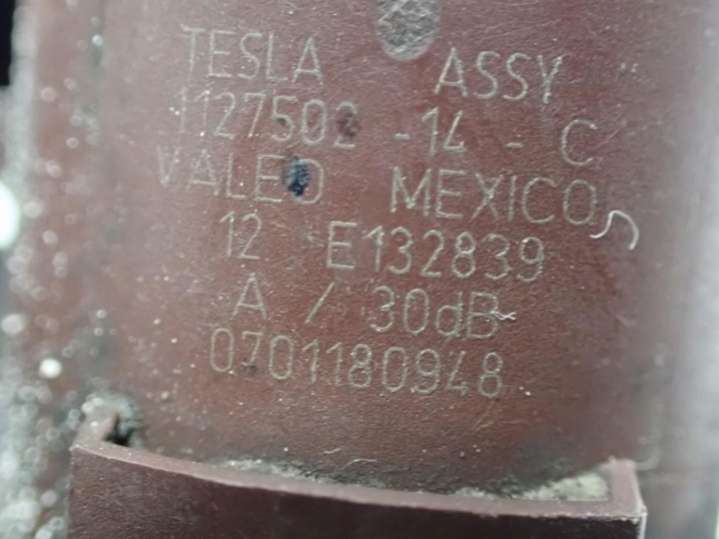 TESLA ASSY
1127502 -14 - C
VALEO MEXICO
12 E132839
A / 30dB
0701180948